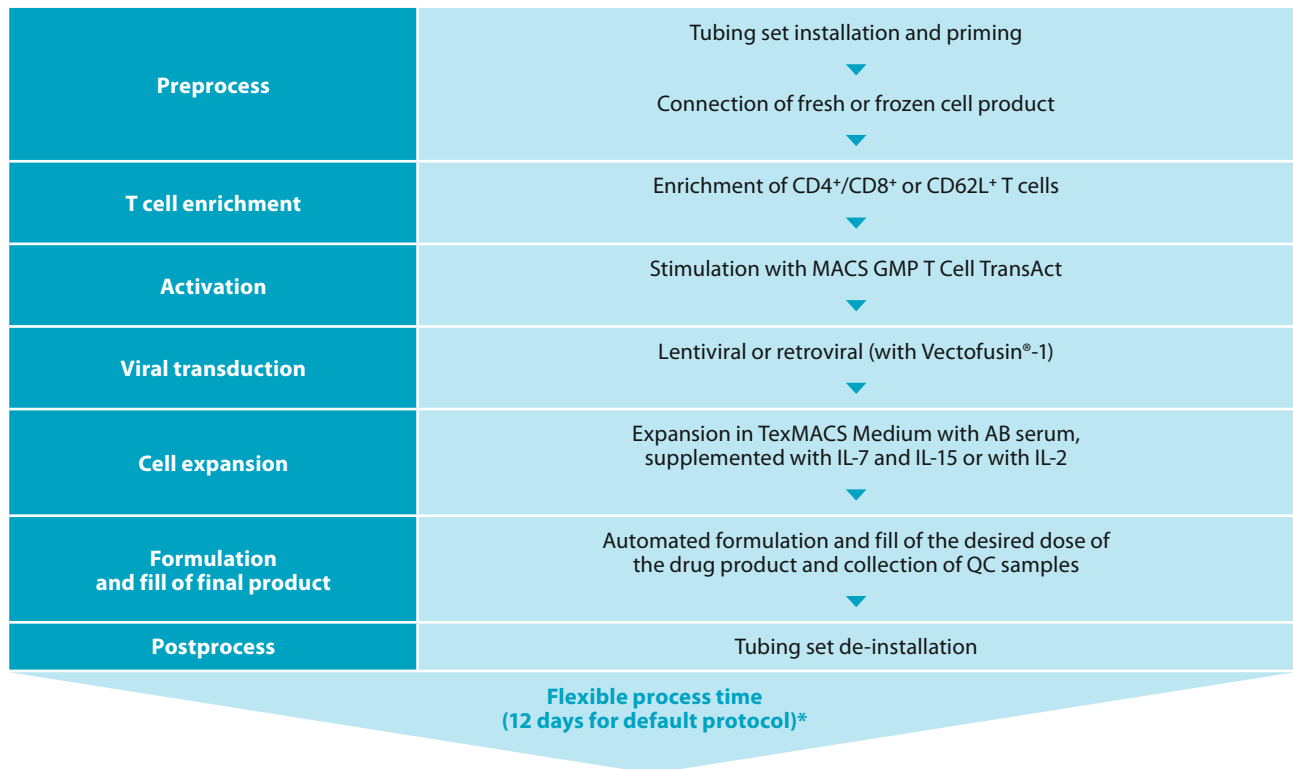 Preprocess
Tubing set installation and priming
Connection of fresh or frozen cell product
T cell enrichment
Enrichment of CD4⁺/CD8⁺ or CD62L⁺ T cells
Activation
Stimulation with MACS GMP T Cell TransAct
Viral transduction
Lentiviral or retroviral (with Vectofusin®-1)
Cell expansion
Expansion in TexMACS Medium with AB serum,
supplemented with IL-7 and IL-15 or with IL-2
Formulation
and fill of final product
Automated formulation and fill of the desired dose of
the drug product and collection of QC samples
Postprocess
Tubing set de-installation
Flexible process time
(12 days for default protocol)*